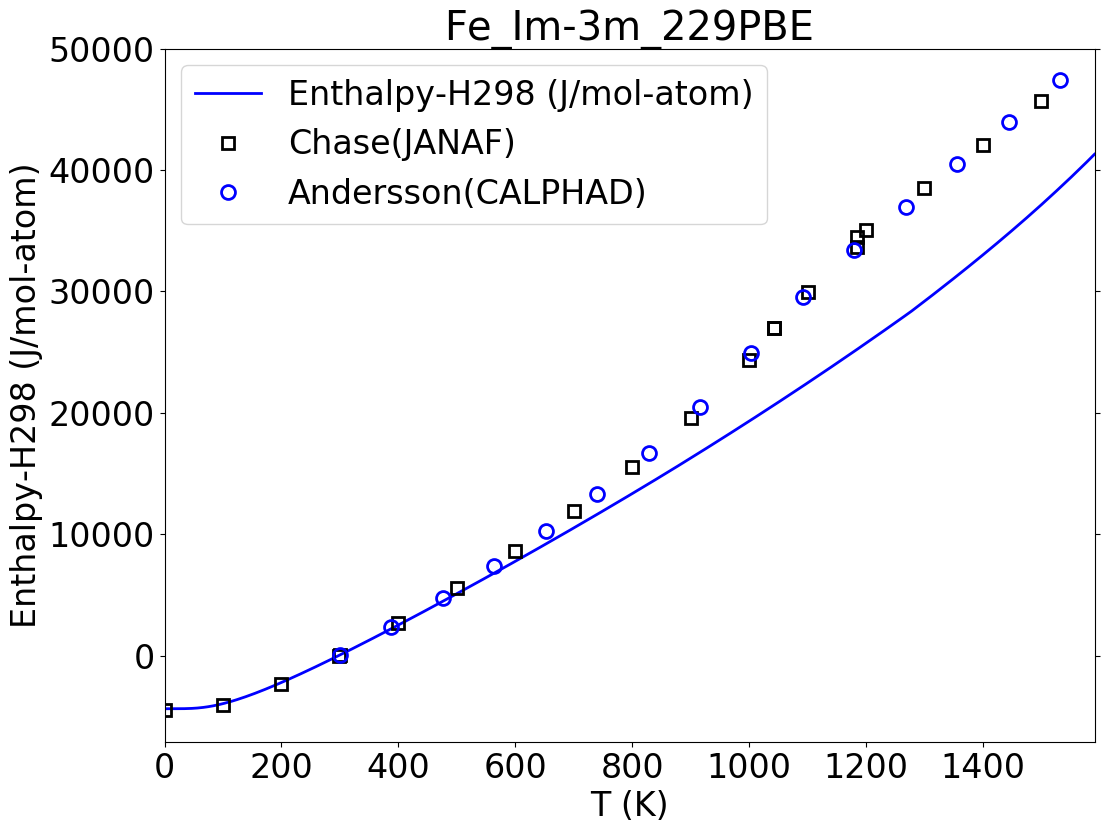 Fe_Im-3m_229PBE
Enthalpy-H298 (J/mol-atom)
Chase(JANAF)
Andersson(CALPHAD)
Enthalpy-H298 (J/mol-atom)
50000
40000
30000
20000
10000
0
0 200 400 600 800 1000 1200 1400
T (K)